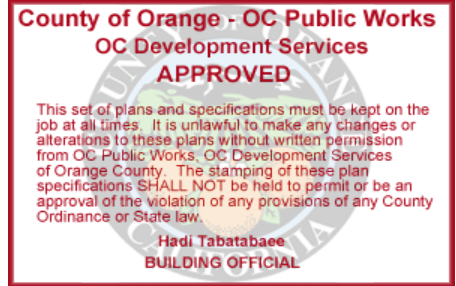 County of Orange - OC Public Works
OC Development Services
APPROVED
This set of plans and specifications must be kept on the
job at all times. It is unlawful to make any changes or
alterations to these plans without written permission
from OC Public Works, OC Development Services
of Orange County. The stamping of these plan
specifications SHALL NOT be held to permit or be an
approval of the violation of any provisions of any County
Ordinance or State law.
Hadi Tabatabaee
BUILDING OFFICIAL
COUNTY OF ORANGE
CALIFORNIA